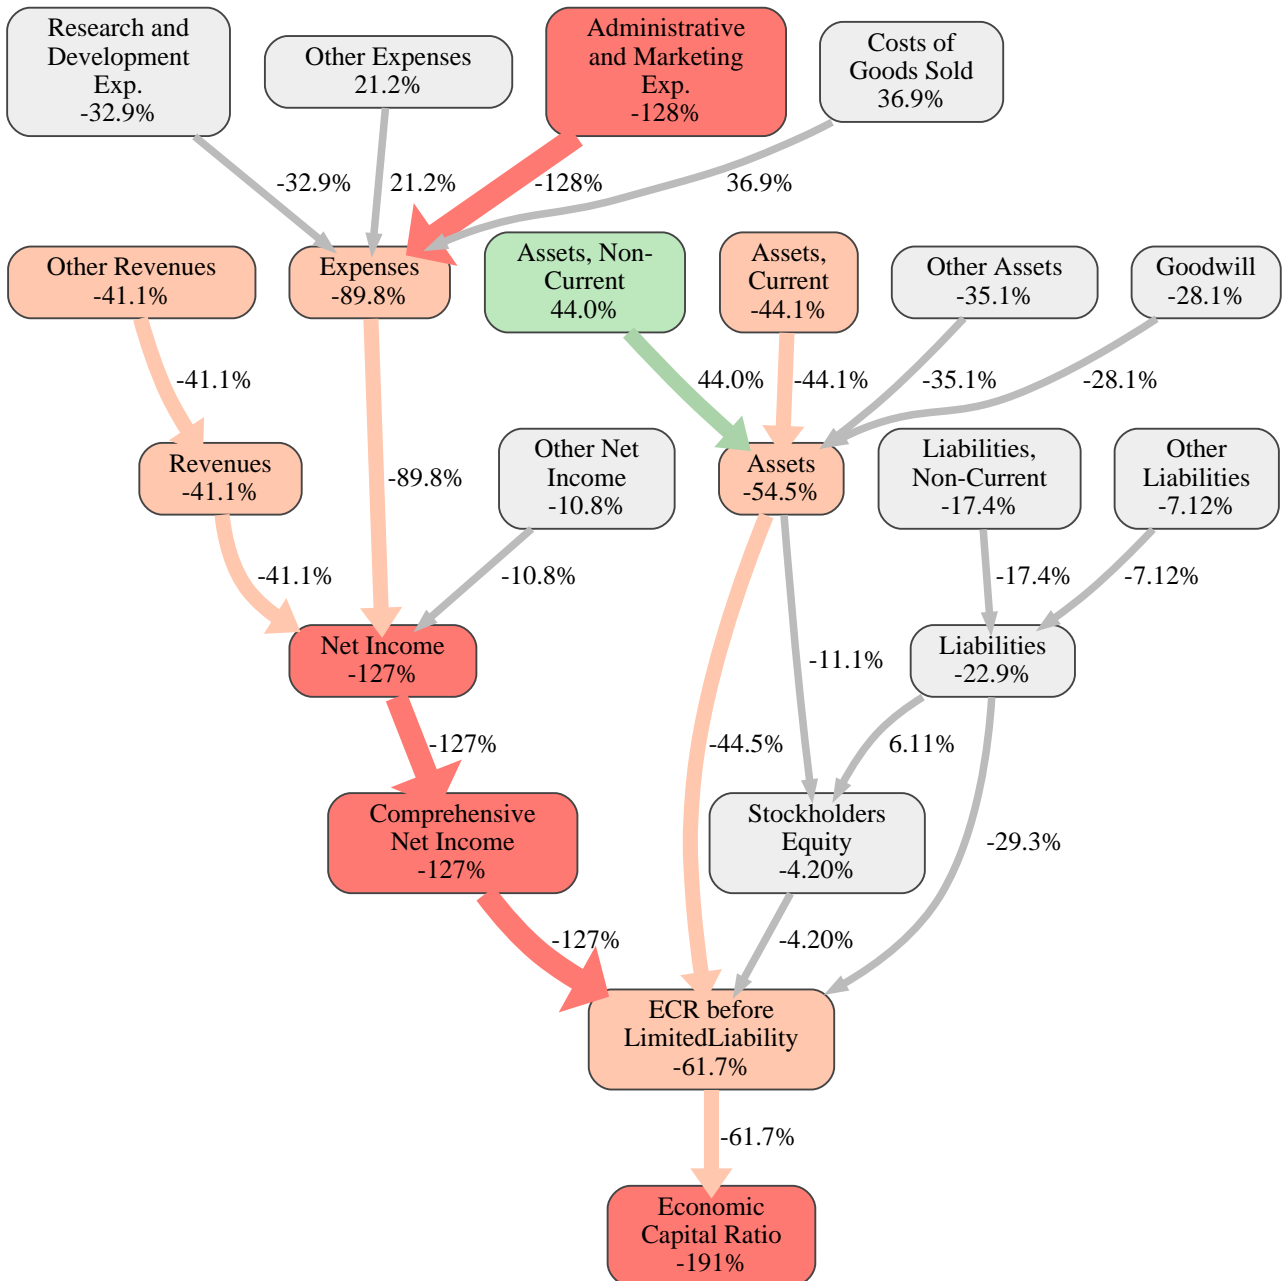 Research and
Development
Exp.
-32.9%
Other Expenses
21.2%
Administrative
and Marketing
Exp.
-128%
Costs of
Goods Sold
36.9%
-32.9%
21.2%
-128%
36.9%
Other Revenues
-41.1%
Expenses
-89.8%
Assets, Non-
Current
44.0%
Assets,
Current
-44.1%
Other Assets
-35.1%
Goodwill
-28.1%
-41.1%
44.0%
-44.1%
-35.1%
-28.1%
Revenues
-41.1%
-89.8%
Other Net
Income
-10.8%
Assets
-54.5%
Liabilities,
Non-Current
-17.4%
Other
Liabilities
-7.12%
-41.1%
-10.8%
-17.4%
-7.12%
Net Income
-127%
-11.1%
Liabilities
-22.9%
-127%
-44.5%
6.11%
Comprehensive
Net Income
-127%
Stockholders
Equity
-4.20%
-29.3%
-127%
-4.20%
ECR before
LimitedLiability
-61.7%
-61.7%
Economic
Capital Ratio
-191%